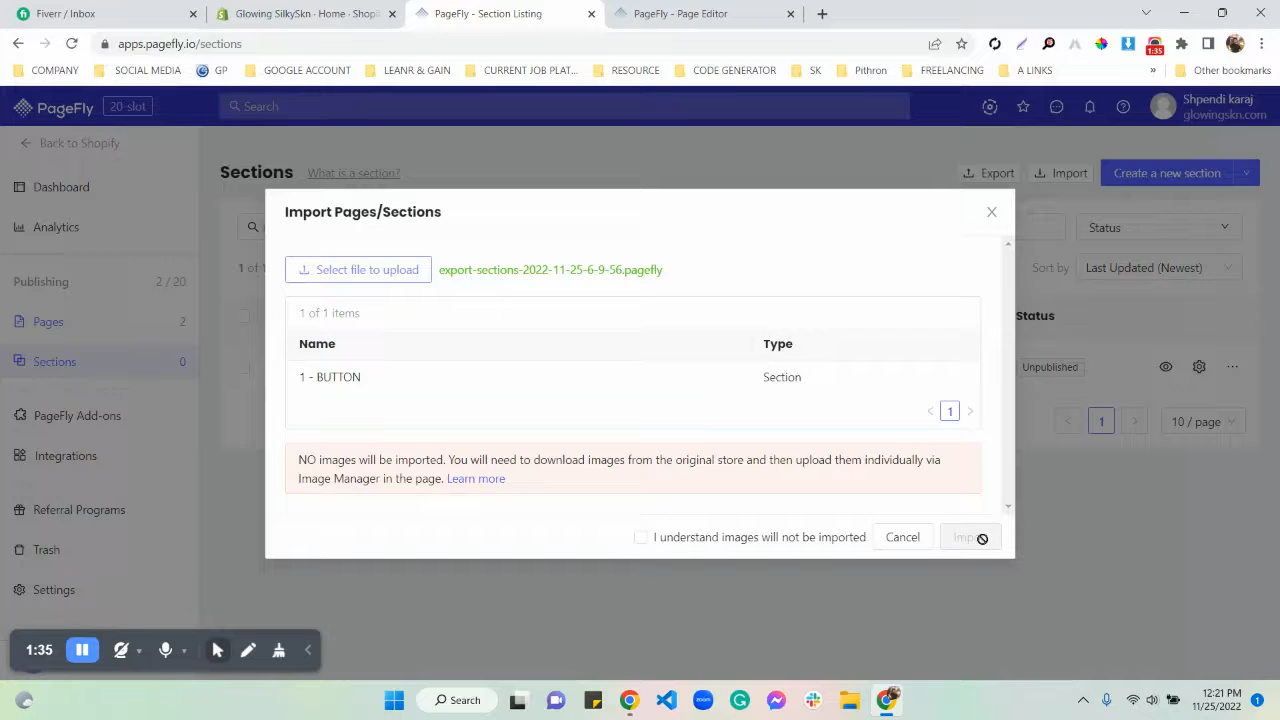 Fiverr / Inbox
Glowing SilkySkn · Home · Shopi
PageFly - Section Listing
PageFly - Page Editor
apps.pagefly.io/sections
1:35
COMPANY
SOCIAL MEDIA
GP
GOOGLE ACCOUNT
LEANR & GAIN
CURRENT JOB PLAT...
RESOURCE
CODE GENERATOR
SK
Pithron
FREELANCING
A LINKS
»
Other bookmarks
PageFly
20-slot
Search
Shpendi karaj
glowingskn.com
Back to Shopify
Dashboard
Analytics
Publishing 2 / 20
Pages 2
Sections 0
PageFly Add-ons
Integrations
Referral Programs
Trash
Settings
Sections
What is a section?
Export
Import
Create a new section
Status
1 of 1
Sort by
Last Updated (Newest)
Status
Unpublished
1
10 / page
Import Pages/Sections
Select file to upload
export-sections-2022-11-25-6-9-56.pagefly
1 of 1 items
Name Type
1 - BUTTON Section
1
NO images will be imported. You will need to download images from the original store and then upload them individually via
Image Manager in the page. Learn more
I understand images will not be imported
Cancel
1:35
Search
12:21 PM
11/25/2022
1